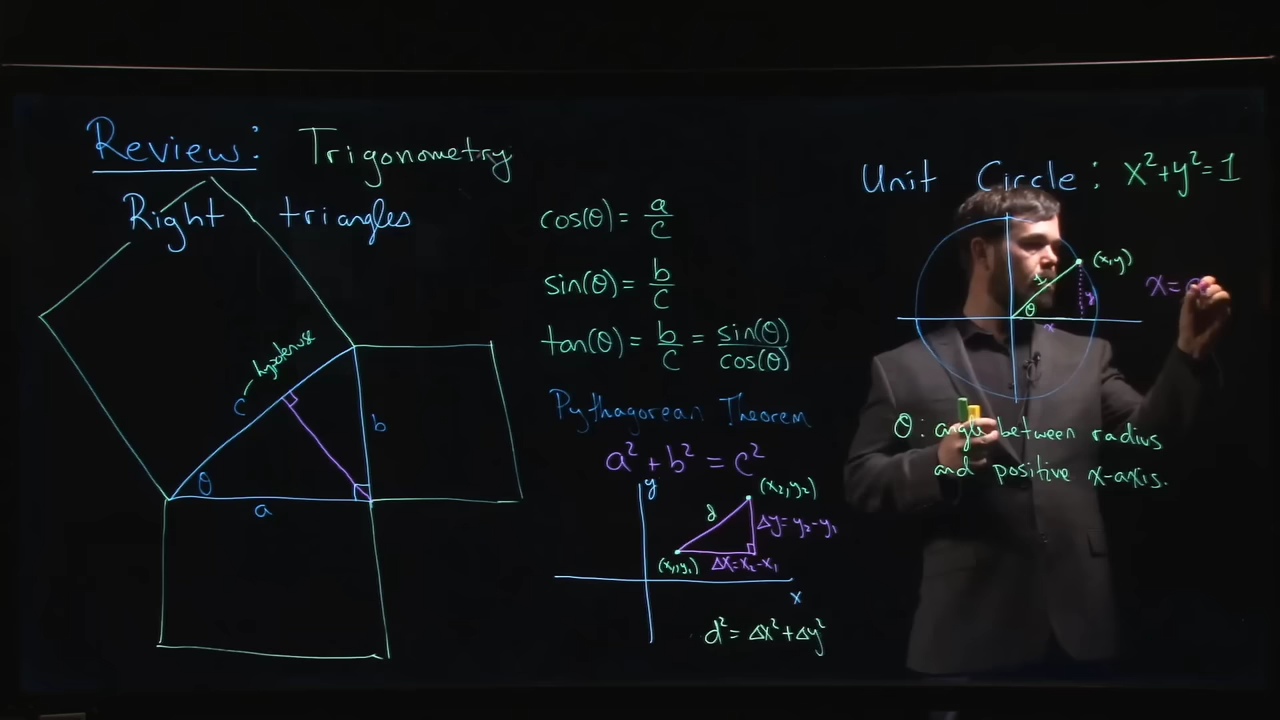 Review: Trigonometry
Right triangles
c hypotenuse
θ
a
b
cos(θ) = a/c
sin(θ) = b/c
tan(θ) = b/c = sin(θ)/cos(θ)
Pythagorean Theorem
a² + b² = c²
y
(x₂, y₂)
d
Δy = y₂ - y₁
(x₁, y₁)
Δx = x₂ - x₁
x
d² = Δx² + Δy²
Unit Circle: x² + y² = 1
(x,y)
θ
x
y
x =
θ: angle between radius
and positive x-axis.